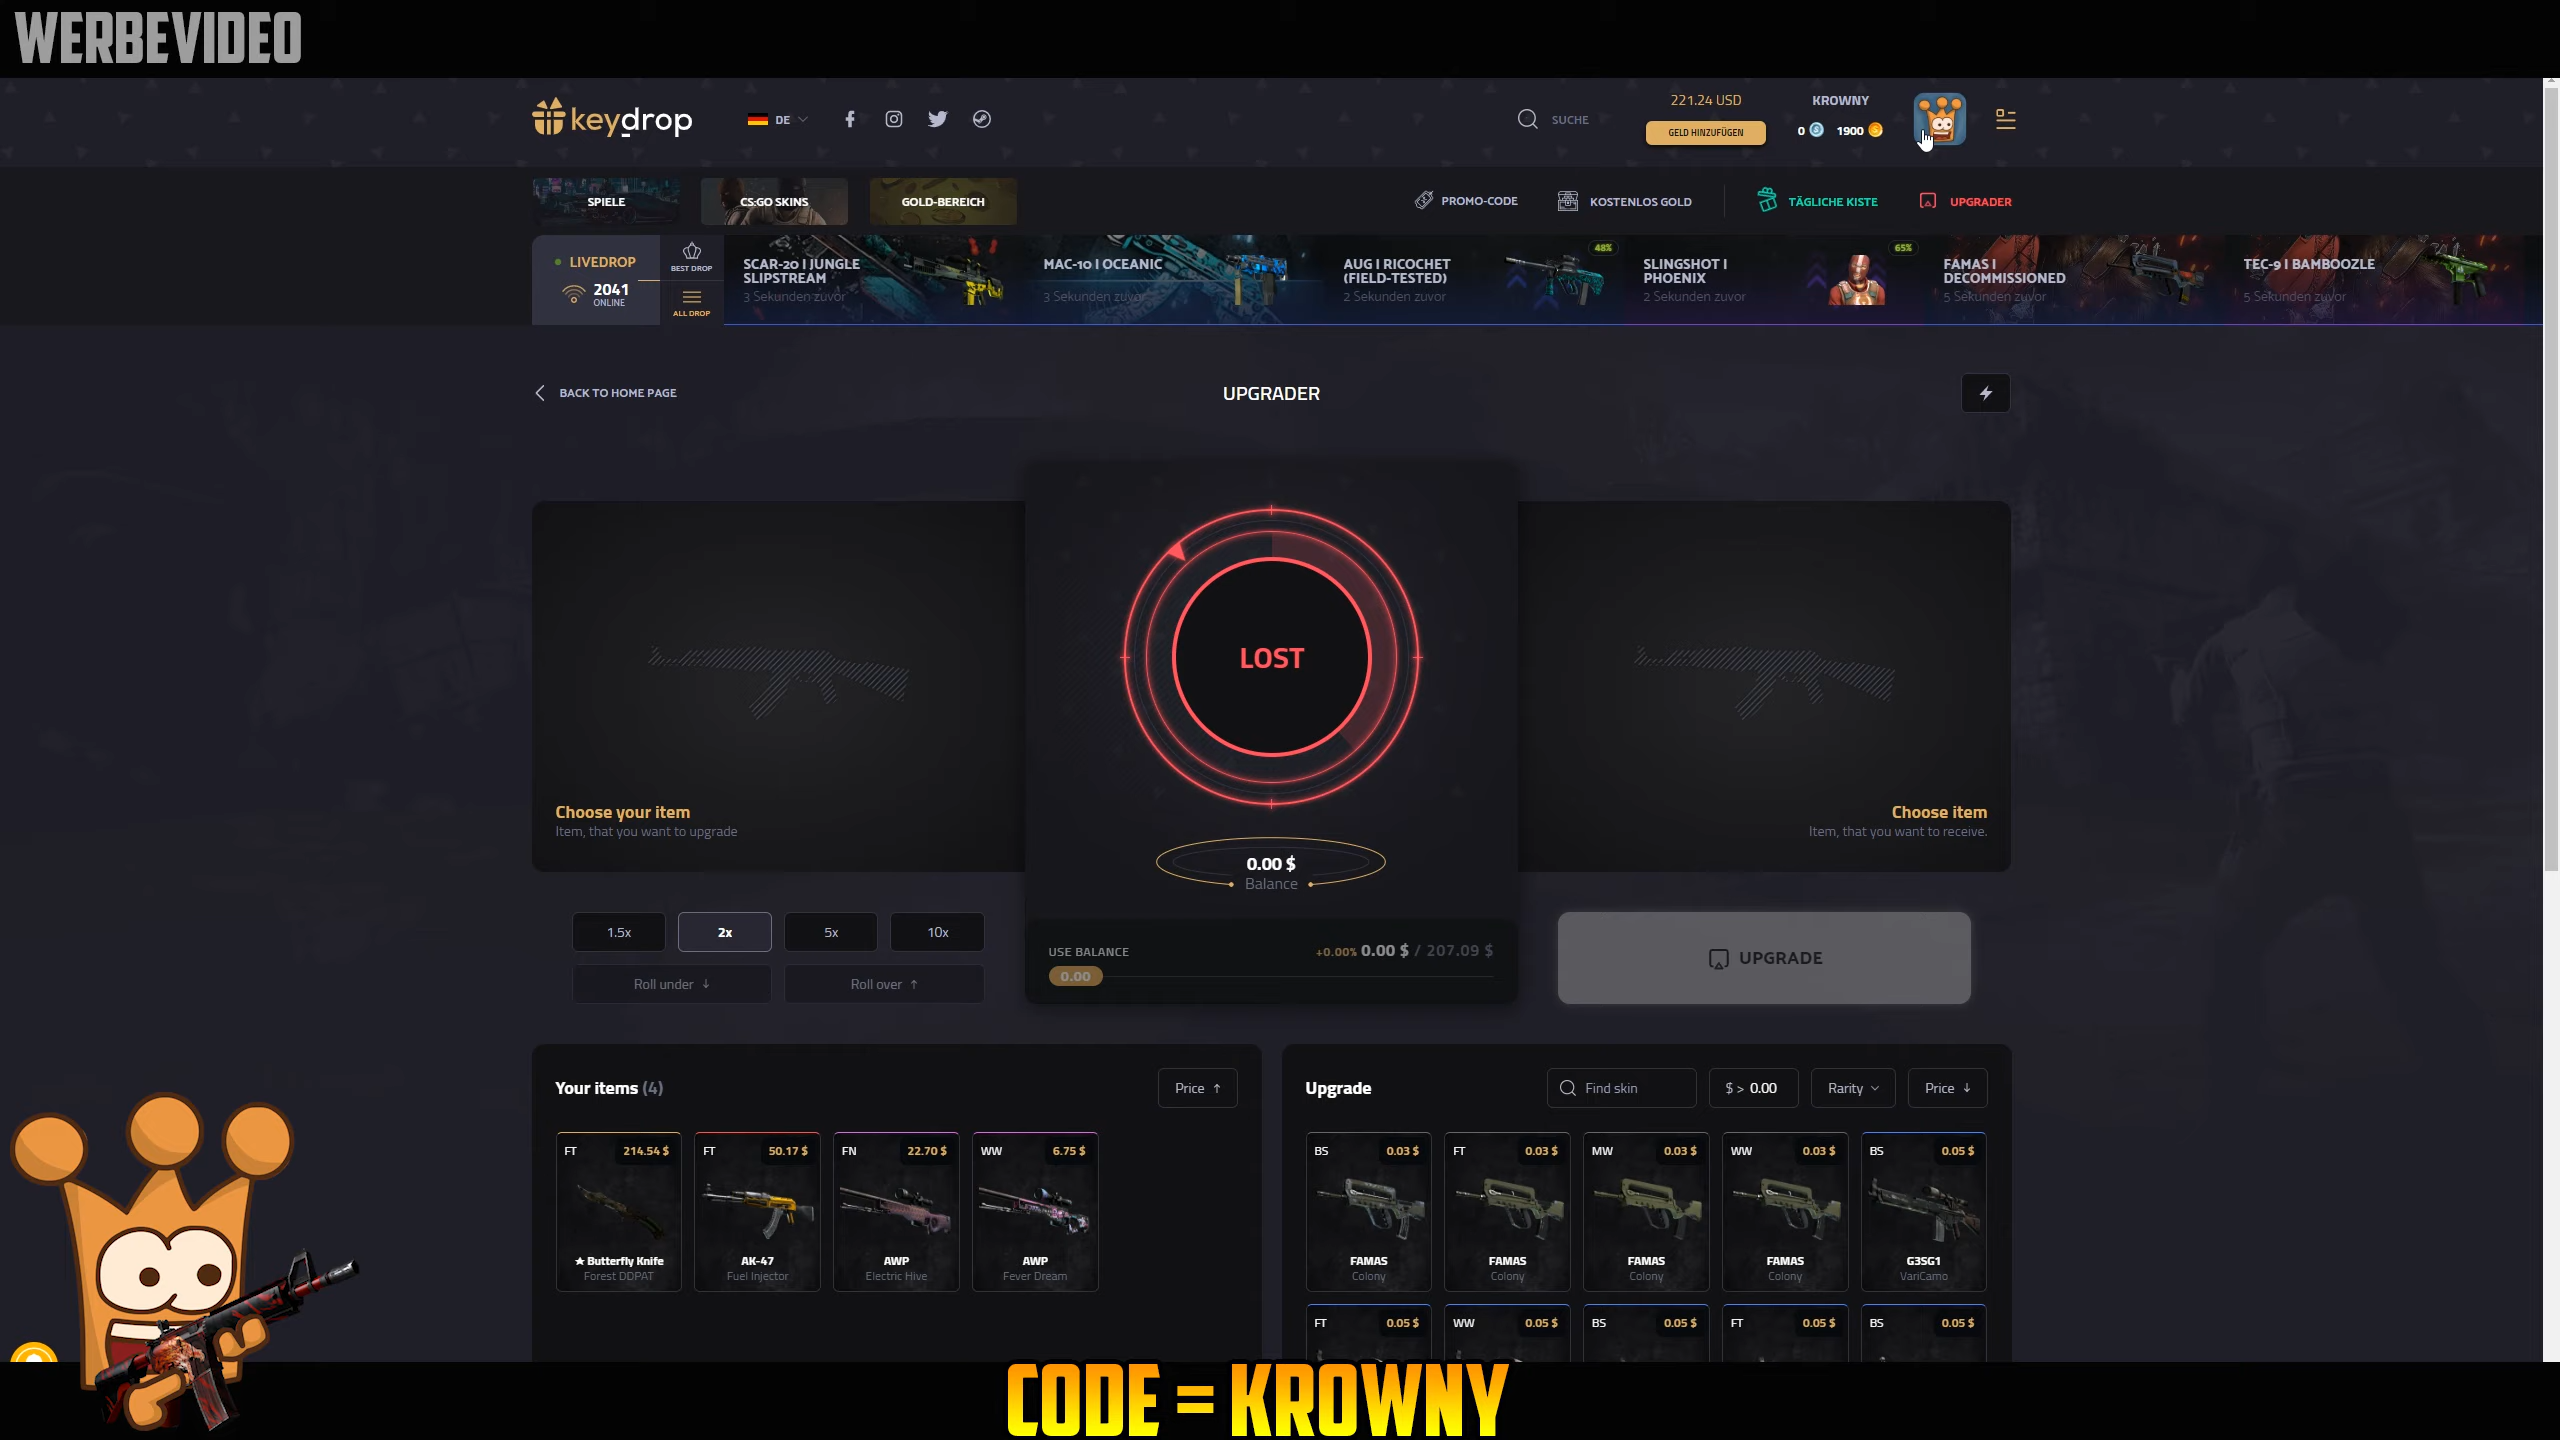 WERBEVIDEO
keydrop
DE
SUCHE
221.24 USD
GELD HINZUFÜGEN
KROWNY
0
1900
SPIELE
CS:GO SKINS
GOLD-BEREICH
PROMO-CODE
KOSTENLOS GOLD
TÄGLICHE KISTE
UPGRADER
LIVEDROP
2041
ONLINE
BEST DROP
ALL DROP
SCAR-20 | JUNGLE
SLIPSTREAM
3 Sekunden zuvor
MAC-10 | OCEANIC
3 Sekunden zuvor
AUG | RICOCHET
(FIELD-TESTED)
2 Sekunden zuvor
48%
SLINGSHOT |
PHOENIX
2 Sekunden zuvor
65%
FAMAS |
DECOMMISSIONED
5 Sekunden zuvor
TEC-9 | BAMBOOZLE
5 Sekunden zuvor
BACK TO HOME PAGE
UPGRADER
LOST
Choose your item
Item, that you want to upgrade
Choose item
Item, that you want to receive.
0.00 $
Balance
1.5x
2x
5x
10x
Roll under ↓
Roll over ↑
USE BALANCE
+0.00% 0.00 $ / 207.09 $
0.00
UPGRADE
Your items (4)
Price ↑
FT 214.54 $
★ Butterfly Knife
Forest DDPAT
FT 50.17 $
AK-47
Fuel Injector
FN 22.70 $
AWP
Electric Hive
WW 6.75 $
AWP
Fever Dream
Upgrade
Find skin
$ > 0.00
Rarity
Price ↓
BS 0.03 $
FAMAS
Colony
FT 0.03 $
FAMAS
Colony
MW 0.03 $
FAMAS
Colony
WW 0.03 $
FAMAS
Colony
BS 0.05 $
G3SG1
VariCamo
FT 0.05 $
WW 0.05 $
BS 0.05 $
FT 0.05 $
BS 0.05 $
CODE = KROWNY